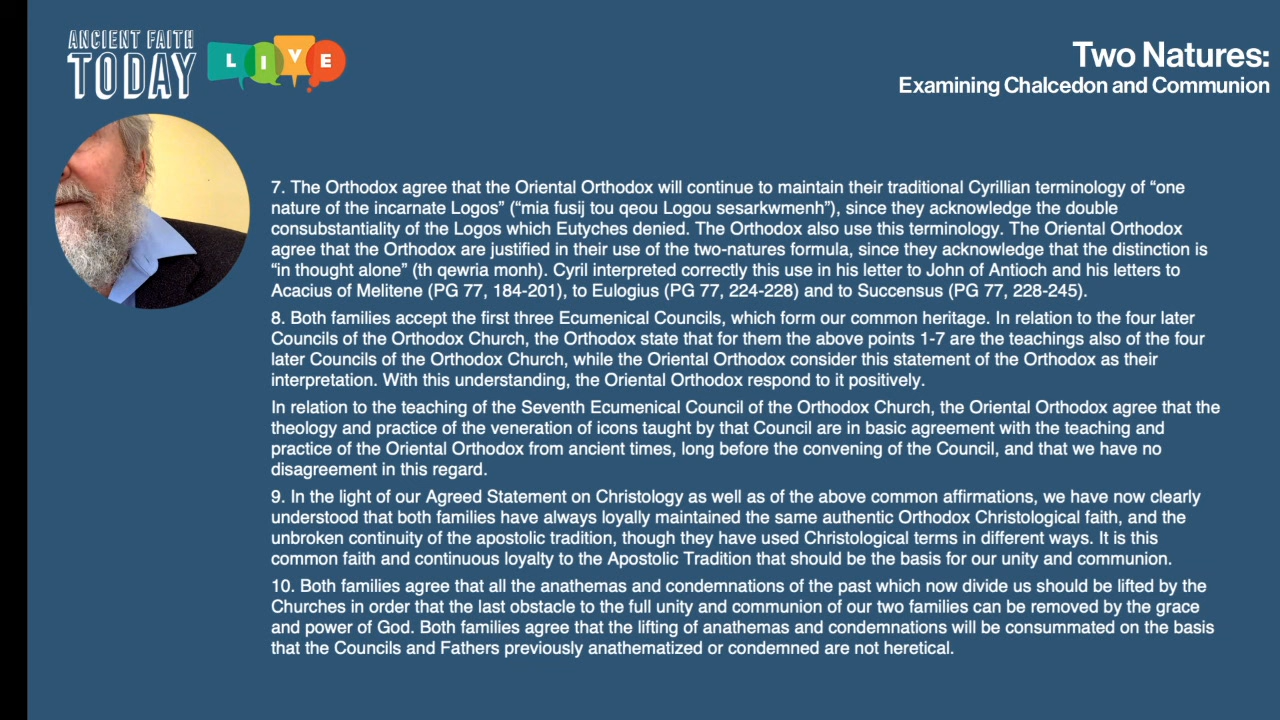 ANCIENT FAITH
TODAY
LIVE
Two Natures:
Examining Chalcedon and Communion
7. The Orthodox agree that the Oriental Orthodox will continue to maintain their traditional Cyrillian terminology of “one
nature of the incarnate Logos” (“mia fusij tou qeou Logou sesarkwmenh”), since they acknowledge the double
consubstantiality of the Logos which Eutyches denied. The Orthodox also use this terminology. The Oriental Orthodox
agree that the Orthodox are justified in their use of the two-natures formula, since they acknowledge that the distinction is
“in thought alone” (th qewria monh). Cyril interpreted correctly this use in his letter to John of Antioch and his letters to
Acacius of Melitene (PG 77, 184-201), to Eulogius (PG 77, 224-228) and to Succensus (PG 77, 228-245).
8. Both families accept the first three Ecumenical Councils, which form our common heritage. In relation to the four later
Councils of the Orthodox Church, the Orthodox state that for them the above points 1-7 are the teachings also of the four
later Councils of the Orthodox Church, while the Oriental Orthodox consider this statement of the Orthodox as their
interpretation. With this understanding, the Oriental Orthodox respond to it positively.
In relation to the teaching of the Seventh Ecumenical Council of the Orthodox Church, the Oriental Orthodox agree that the
theology and practice of the veneration of icons taught by that Council are in basic agreement with the teaching and
practice of the Oriental Orthodox from ancient times, long before the convening of the Council, and that we have no
disagreement in this regard.
9. In the light of our Agreed Statement on Christology as well as of the above common affirmations, we have now clearly
understood that both families have always loyally maintained the same authentic Orthodox Christological faith, and the
unbroken continuity of the apostolic tradition, though they have used Christological terms in different ways. It is this
common faith and continuous loyalty to the Apostolic Tradition that should be the basis for our unity and communion.
10. Both families agree that all the anathemas and condemnations of the past which now divide us should be lifted by the
Churches in order that the last obstacle to the full unity and communion of our two families can be removed by the grace
and power of God. Both families agree that the lifting of anathemas and condemnations will be consummated on the basis
that the Councils and Fathers previously anathematized or condemned are not heretical.